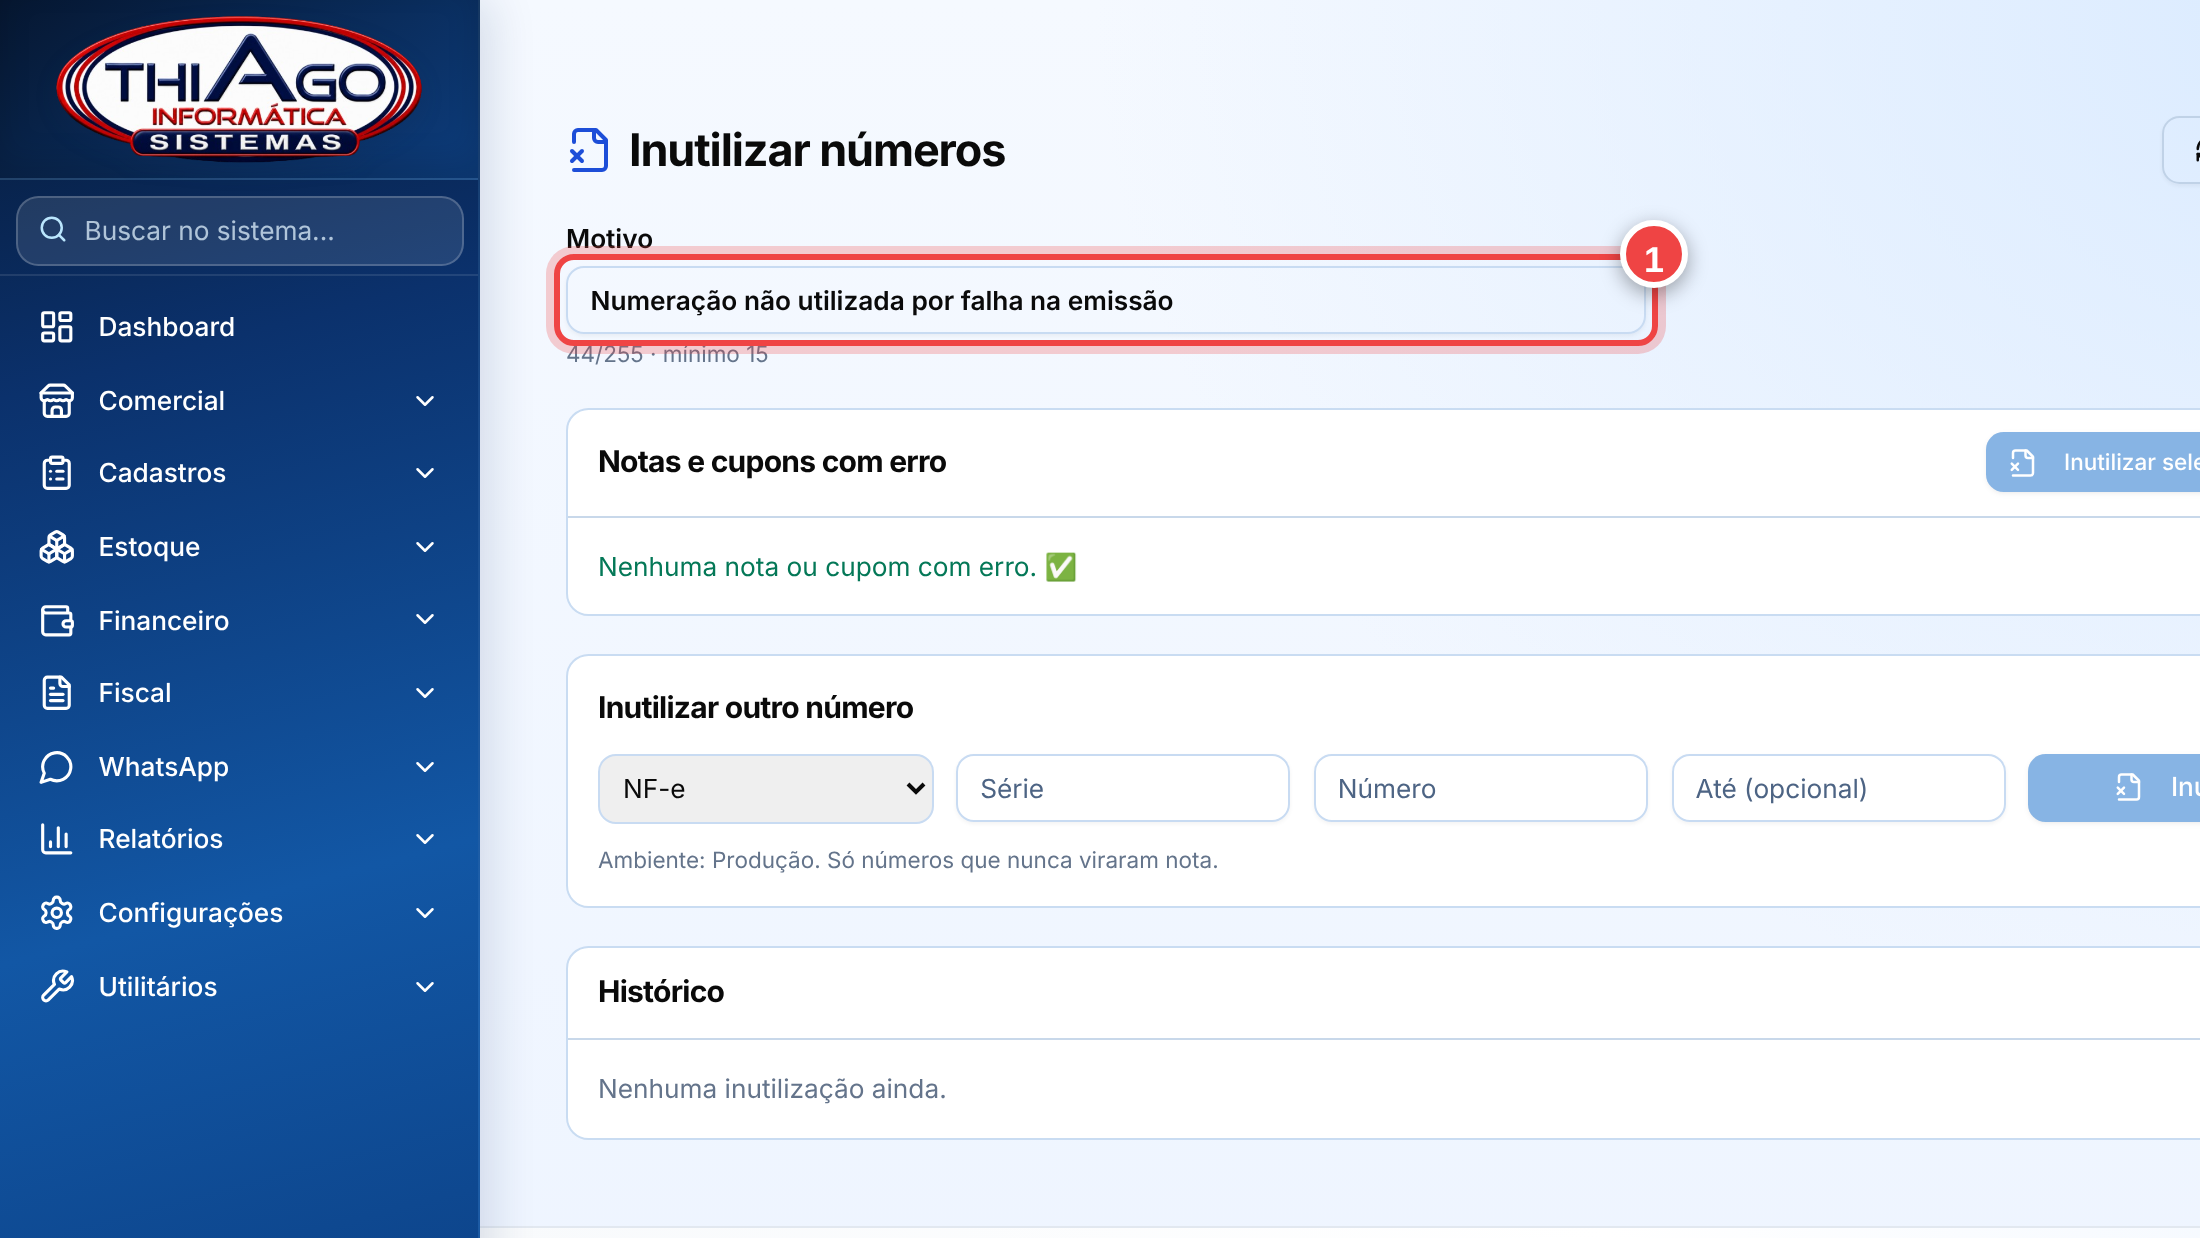 THIAGO
INFORMÁTICA
SISTEMAS
Buscar no sistema...
Dashboard
Comercial
Cadastros
Estoque
Financeiro
Fiscal
WhatsApp
Relatórios
Configurações
Utilitários
Inutilizar números
Motivo
1
Numeração não utilizada por falha na emissão
44/255 · mínimo 15
Notas e cupons com erro
Inutilizar
Nenhuma nota ou cupom com erro. ✅
Inutilizar outro número
NF-e
Série
Número
Até (opcional)
Ambiente: Produção. Só números que nunca viraram nota.
Histórico
Nenhuma inutilização ainda.